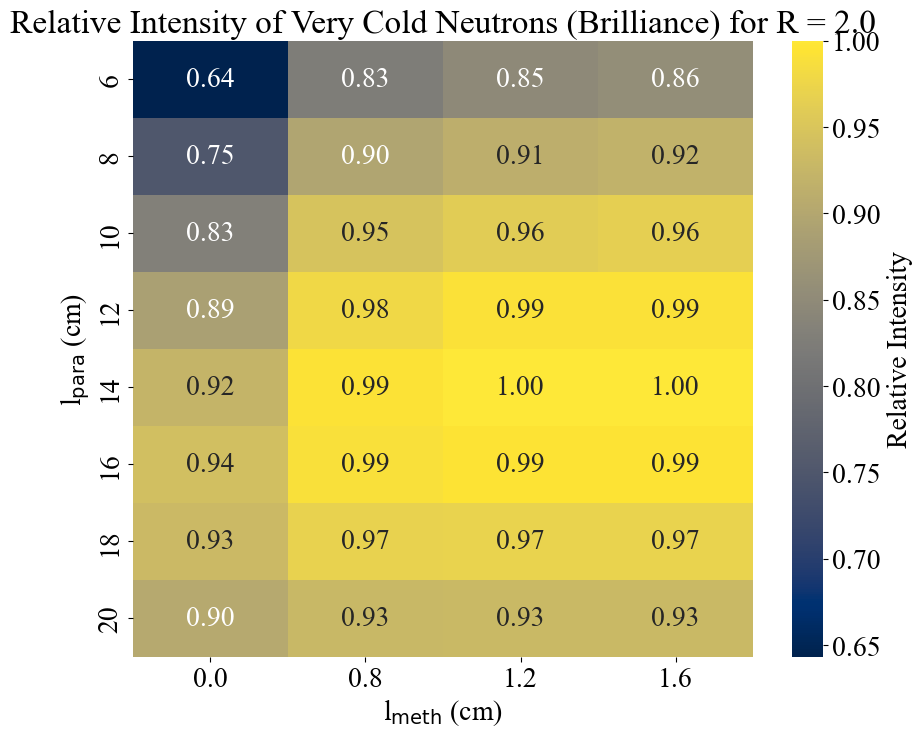 Relative Intensity of Very Cold Neutrons (Brilliance) for R = 2.0
6 0.64 0.83 0.85 0.86
8 0.75 0.90 0.91 0.92
10 0.83 0.95 0.96 0.96
12 0.89 0.98 0.99 0.99
14 0.92 0.99 1.00 1.00
16 0.94 0.99 0.99 0.99
18 0.93 0.97 0.97 0.97
20 0.90 0.93 0.93 0.93
0.0 0.8 1.2 1.6
l_meth (cm)
l_para (cm)
1.00
0.95
0.90
0.85
0.80
0.75
0.70
0.65
Relative Intensity